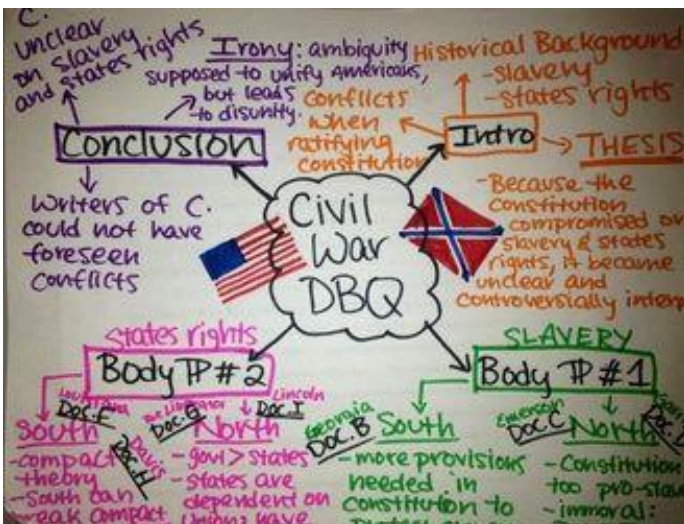 C.
unclear
on slavery
and states rights
Irony: ambiguity
supposed to unify Americans,
but leads
to disunity.
Conclusion
Writers of C.
could not have
foreseen
conflicts
Historical Background
-slavery
-states rights
conflicts
when
ratifying
constitution
Intro
THESIS
-Because the
constitution
compromised on
slavery & states
rights, it became
unclear and
controversially
Civil
War
DBQ
States rights
Body ¶ #2
South
Doc. H
Davis
-compact
theory
-South can
compact
Doc. G
Lincoln
Doc. I
North
-govt > states
-states are
dependent on
SLAVERY
Body ¶ #1
Georgia
Doc. B
South
-more provisions
needed in
constitution to
Emerson
Doc. C
North
-Constitution
too
-immoral: